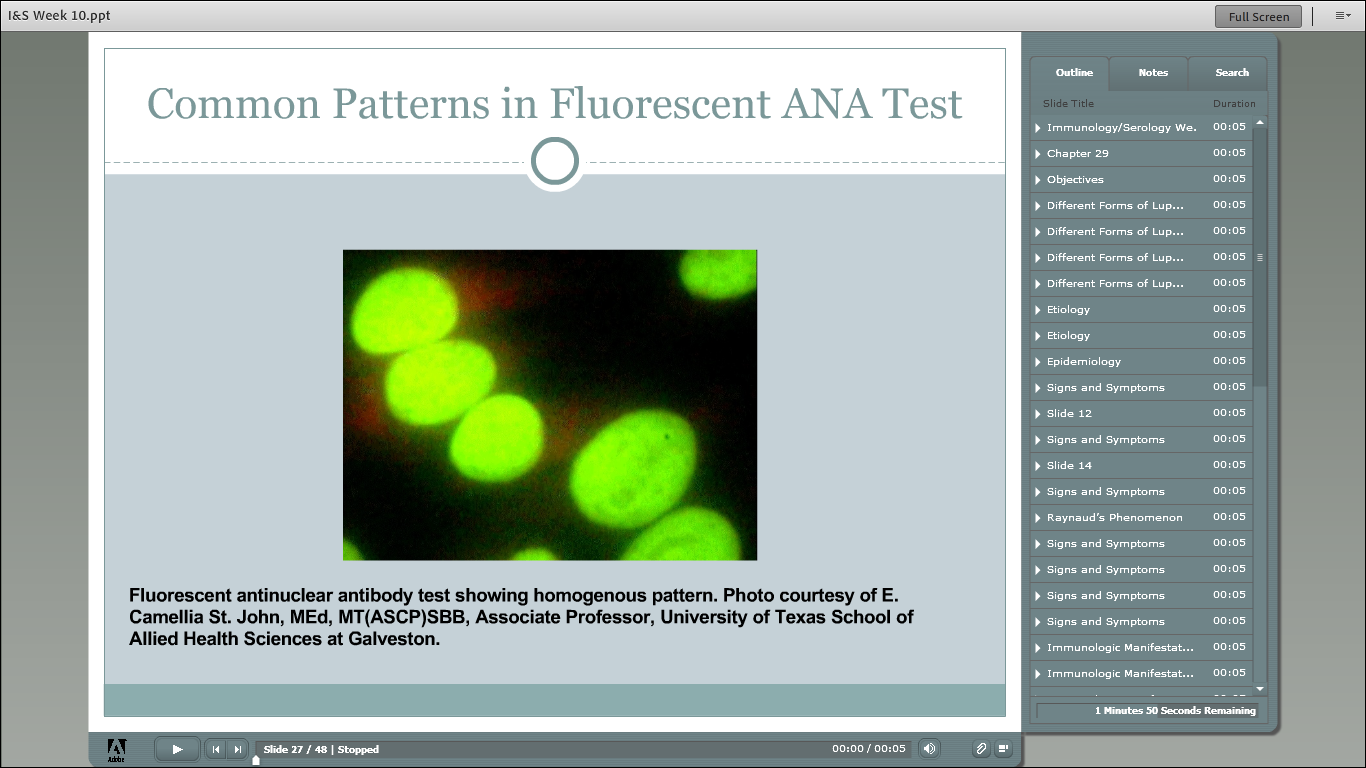 I&S Week 10.ppt
Full Screen
Common Patterns in Fluorescent ANA Test
Fluorescent antinuclear antibody test showing homogenous pattern. Photo courtesy of E.
Camellia St. John, MEd, MT(ASCP)SBB, Associate Professor, University of Texas School of
Allied Health Sciences at Galveston.
Outline Notes Search
Slide Title Duration
Immunology/Serology We. 00:05
Chapter 29 00:05
Objectives 00:05
Different Forms of Lup... 00:05
Different Forms of Lup... 00:05
Different Forms of Lup... 00:05
Different Forms of Lup... 00:05
Etiology 00:05
Etiology 00:05
Epidemiology 00:05
Signs and Symptoms 00:05
Slide 12 00:05
Signs and Symptoms 00:05
Slide 14 00:05
Signs and Symptoms 00:05
Raynaud’s Phenomenon 00:05
Signs and Symptoms 00:05
Signs and Symptoms 00:05
Signs and Symptoms 00:05
Signs and Symptoms 00:05
Immunologic Manifestat... 00:05
Immunologic Manifestat... 00:05
1 Minutes 50 Seconds Remaining
Adobe
Slide 27 / 48 | Stopped 00:00 / 00:05